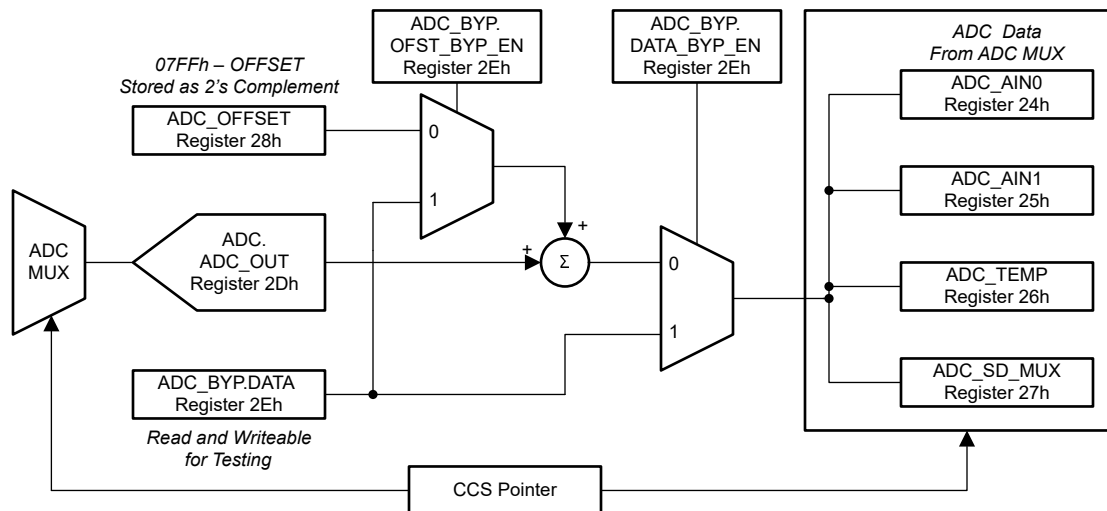 ADC_BYP.
OFST_BYP_EN
Register 2Eh
ADC_BYP.
DATA_BYP_EN
Register 2Eh
ADC Data
From ADC MUX
07FFh – OFFSET
Stored as 2's Complement
ADC_OFFSET
Register 28h
0
1
ADC_AIN0
Register 24h
ADC_AIN1
Register 25h
ADC
MUX
ADC.
ADC_OUT
Register 2Dh
+
+
Σ
0
1
ADC_TEMP
Register 26h
ADC_BYP.DATA
Register 2Eh
ADC_SD_MUX
Register 27h
Read and Writeable
for Testing
CCS Pointer